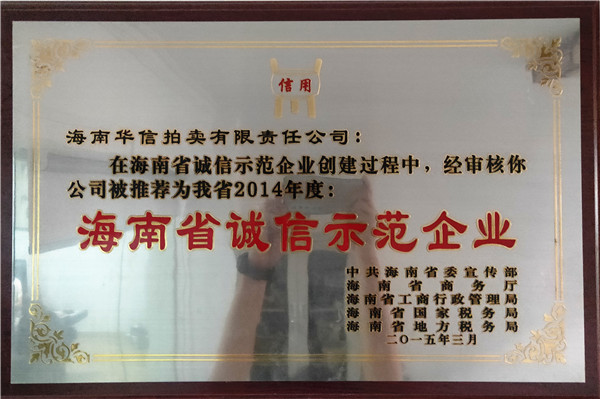 信用
海南华信拍卖有限责任公司：
在海南省诚信示范企业创建过程中，经审核你
公司被推荐为我省2014年度：
海南省诚信示范企业
中共海南省委宣传部
海南省商务厅
海南省工商行政管理局
海南省国家税务局
海南省地方税务局
二〇一五年三月